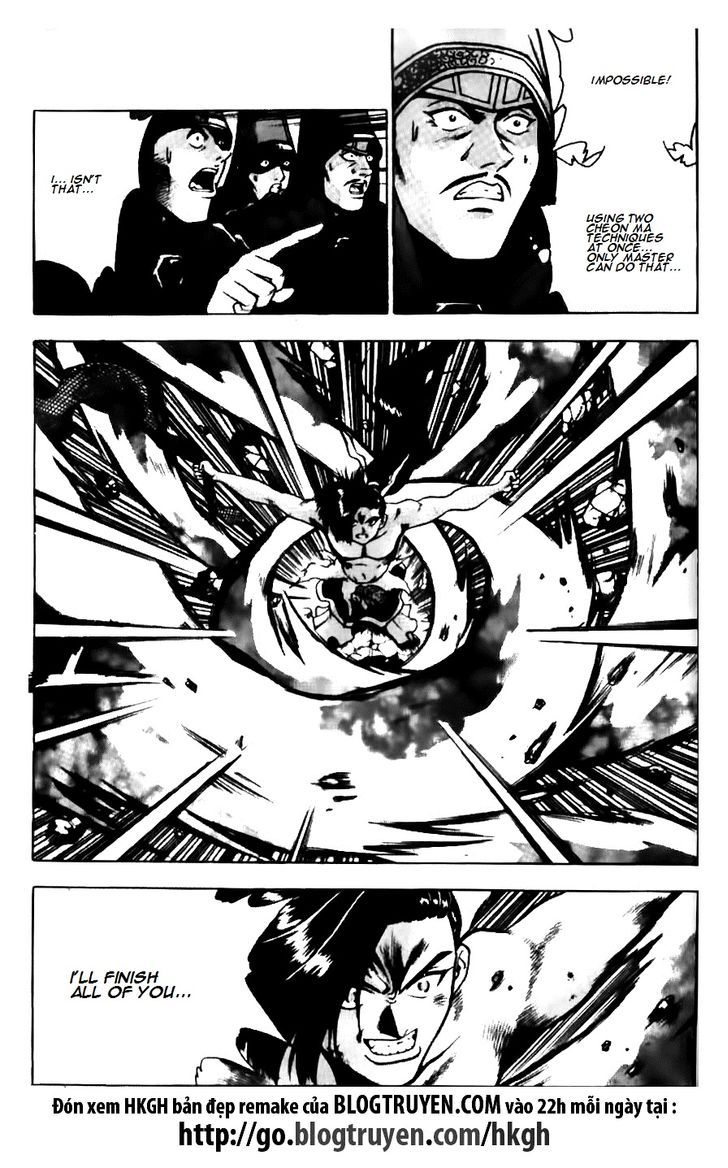 I... ISN'T
THAT...
IMPOSSIBLE!
USING TWO
CHEON MA
TECHNIQUES
AT ONCE...
ONLY MASTER
CAN DO THAT...
I'LL FINISH
ALL OF YOU...
Đón xem HKGH bản đẹp remake của BLOGTRUYEN.COM vào 22h mỗi ngày tại :
http://go.blogtruyen.com/hkgh